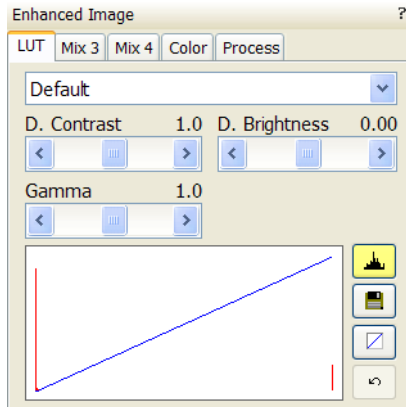 Enhanced Image ?
LUT Mix 3 Mix 4 Color Process
Default
D. Contrast 1.0 D. Brightness 0.00
Gamma 1.0